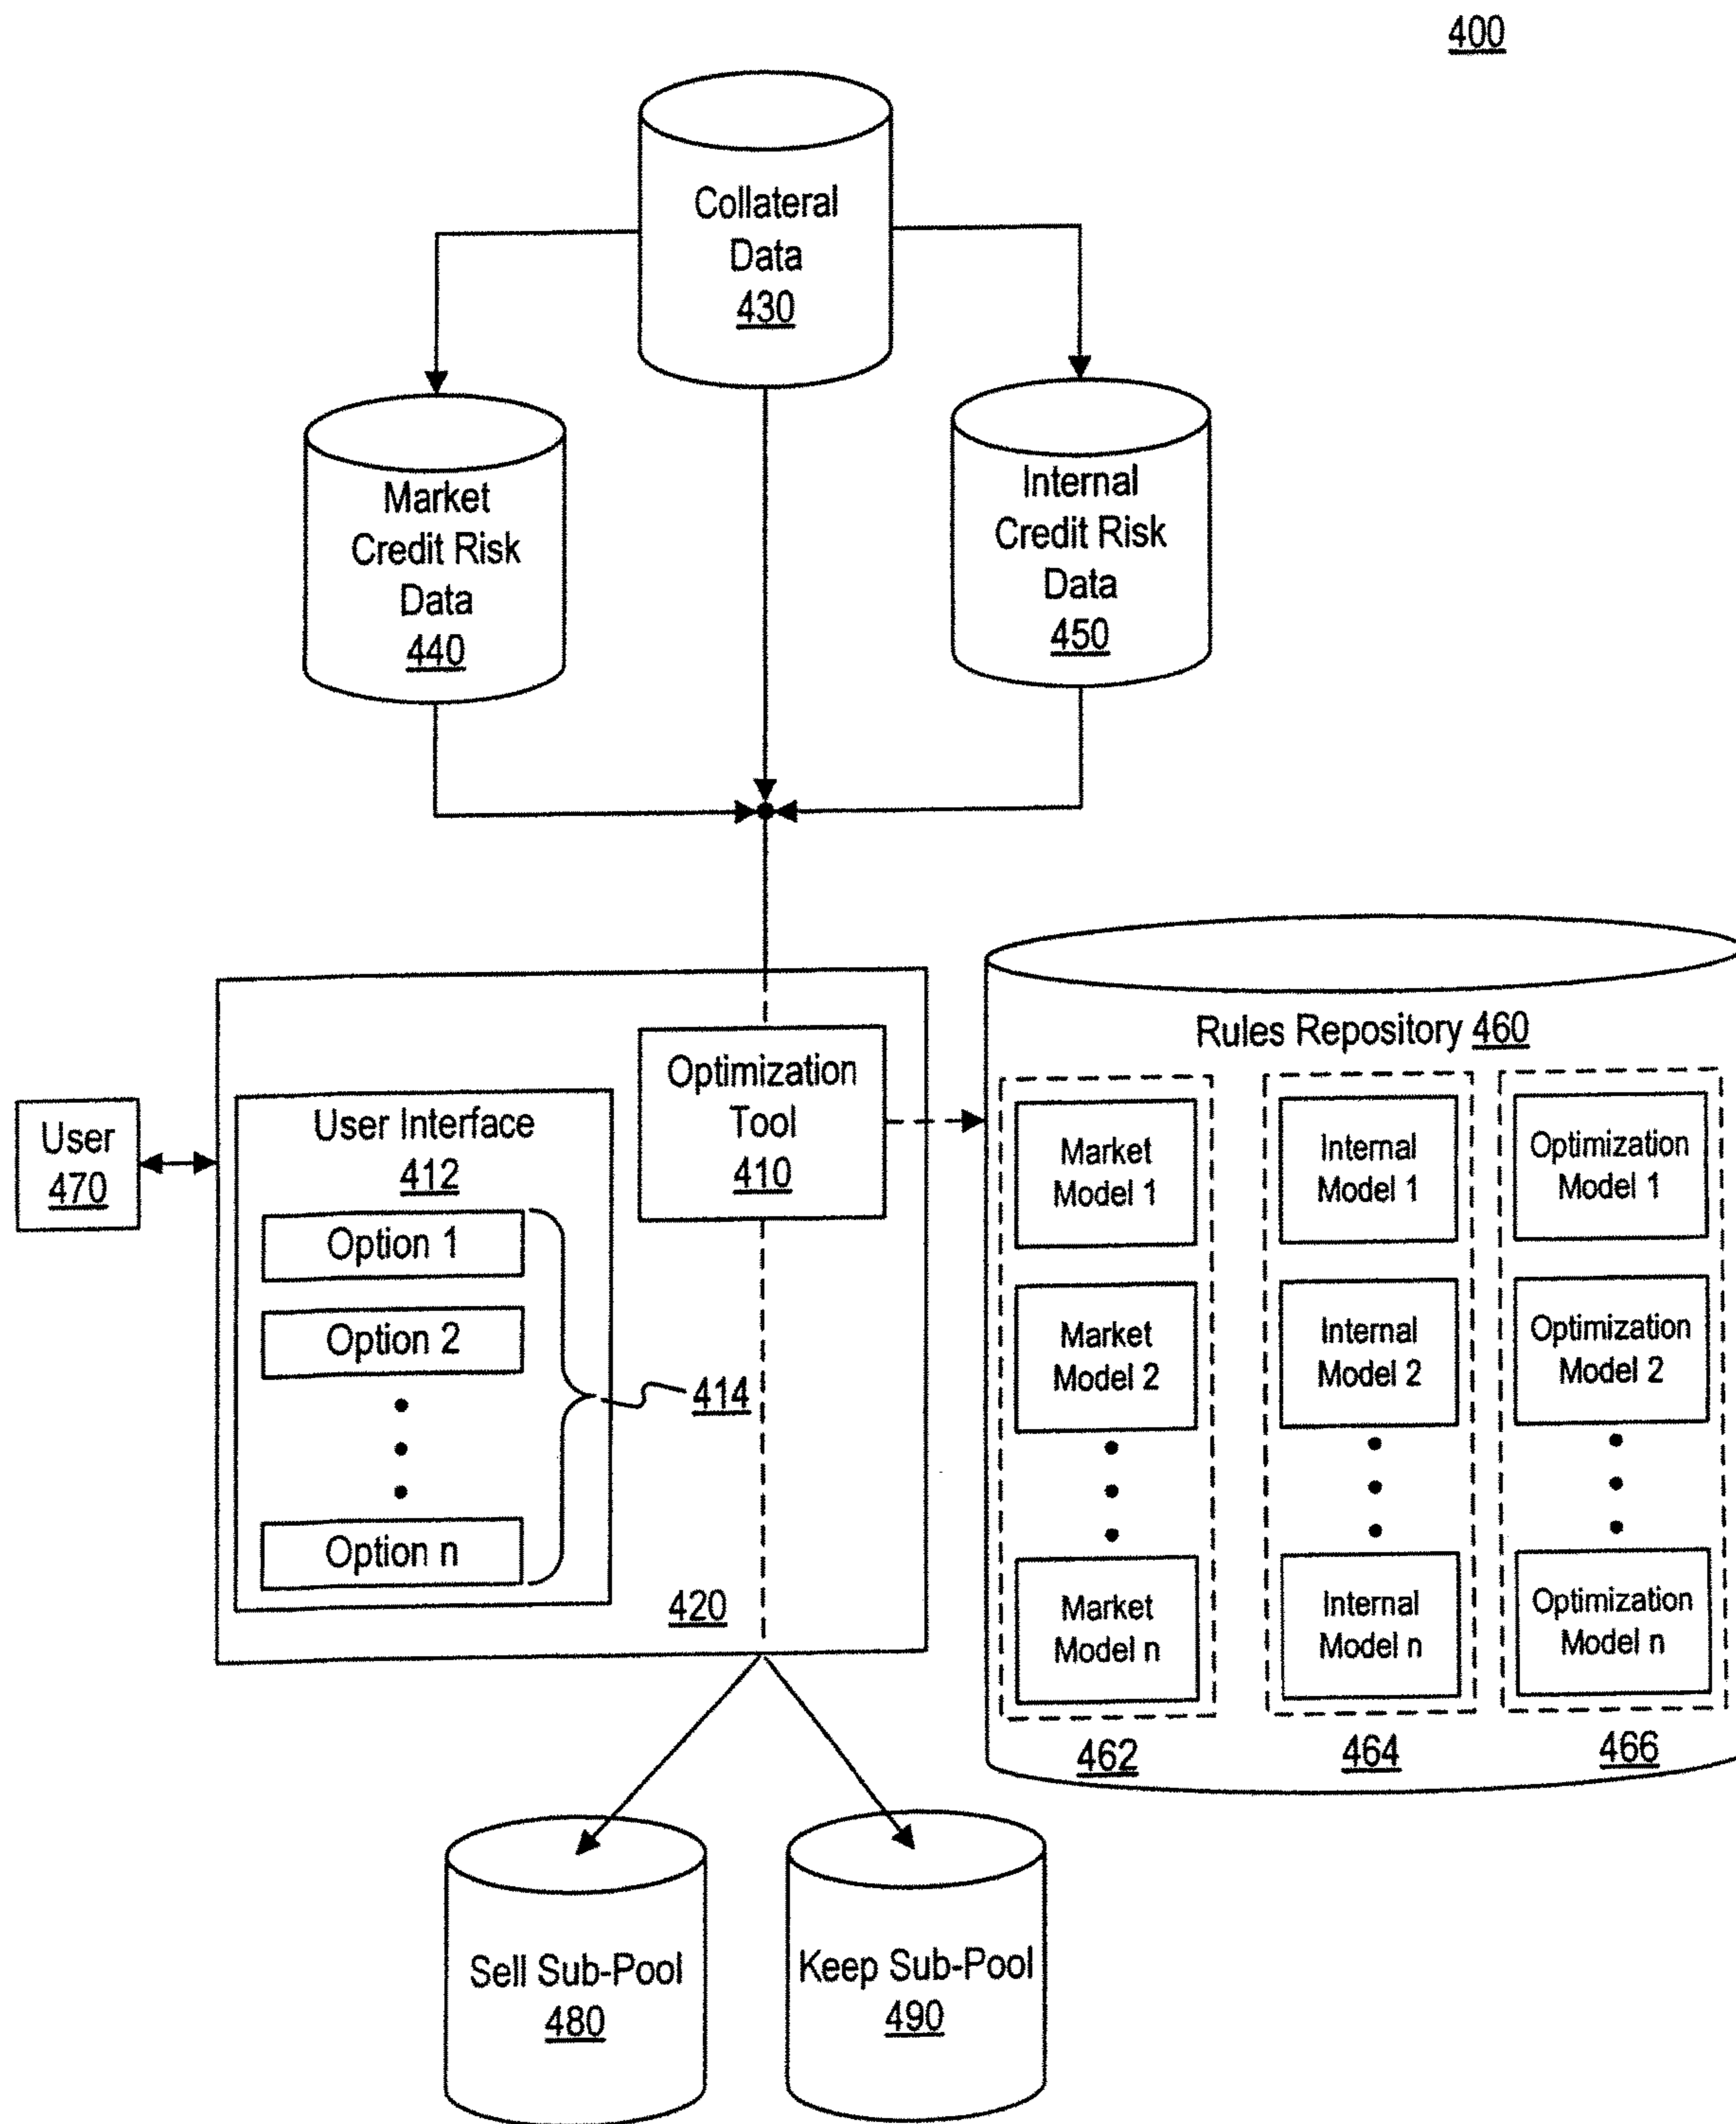 400
Collateral
Data
430
Market
Credit Risk
Data
440
Internal
Credit Risk
Data
450
User
470
User Interface
412
Option 1
Option 2
Option n
414
Optimization
Tool
410
420
Rules Repository 460
Market
Model 1
Market
Model 2
Market
Model n
462
Internal
Model 1
Internal
Model 2
Internal
Model n
464
Optimization
Model 1
Optimization
Model 2
Optimization
Model n
466
Sell Sub-Pool
480
Keep Sub-Pool
490